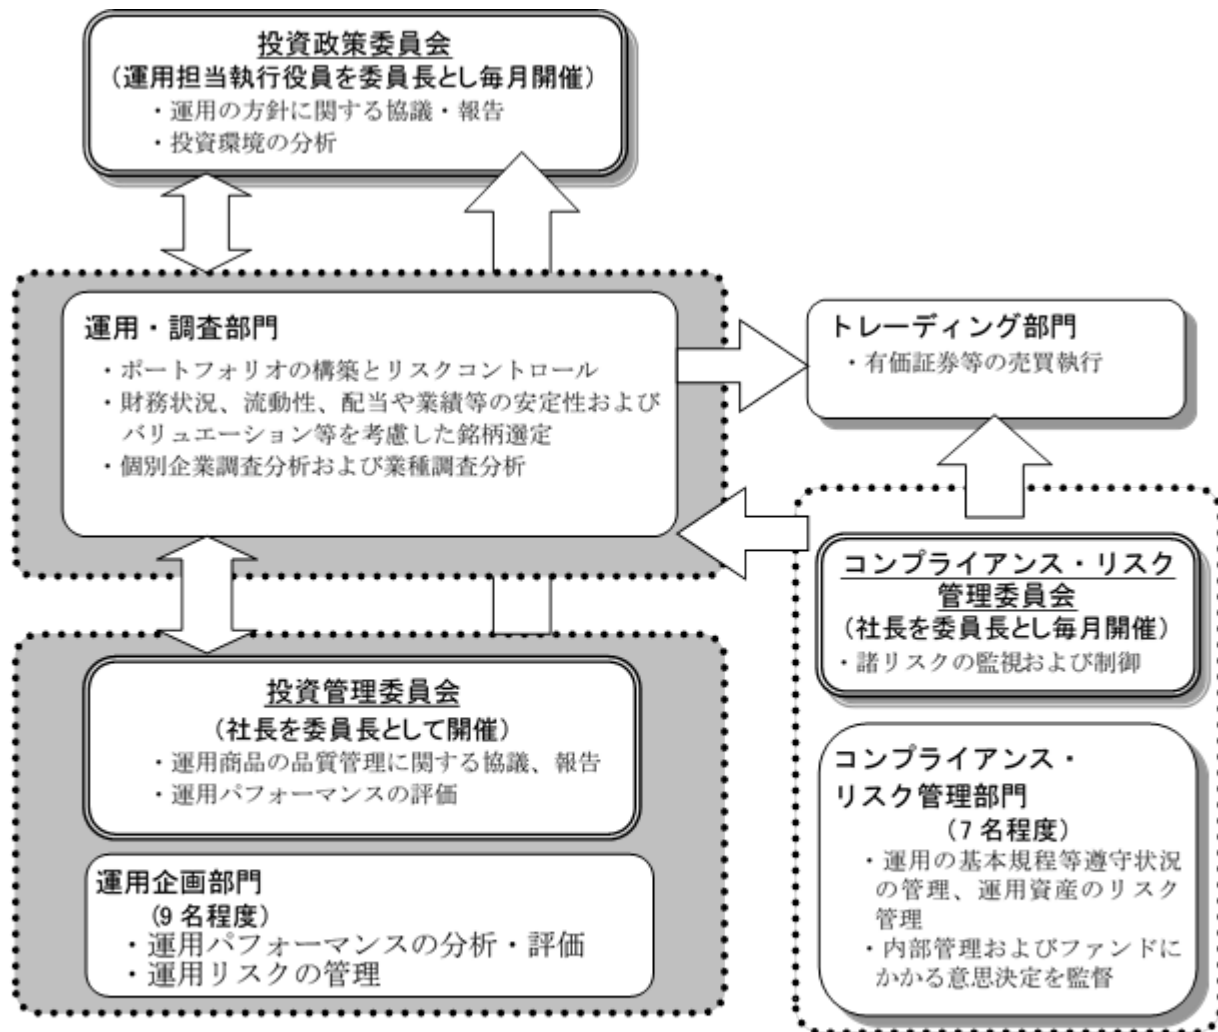 投資政策委員会
(運用担当執行役員を委員長とし毎月開催)
・運用の方針に関する協議・報告
・投資環境の分析
運用・調査部門
・ポートフォリオの構築とリスクコントロール
・財務状況、流動性、配当や業績等の安定性および
バリュエーション等を考慮した銘柄選定
・個別企業調査分析および業種調査分析
トレーディング部門
・有価証券等の売買執行
投資管理委員会
(社長を委員長として開催)
・運用商品の品質管理に関する協議、報告
・運用パフォーマンスの評価
運用企画部門
(9名程度)
・運用パフォーマンスの分析・評価
・運用リスクの管理
コンプライアンス・リスク
管理委員会
(社長を委員長とし毎月開催)
・諸リスクの監視および制御
コンプライアンス・
リスク管理部門
(7名程度)
・運用の基本規程等遵守状況
の管理、運用資産のリスク
管理
・内部管理およびファンドに
かかる意思決定を監督